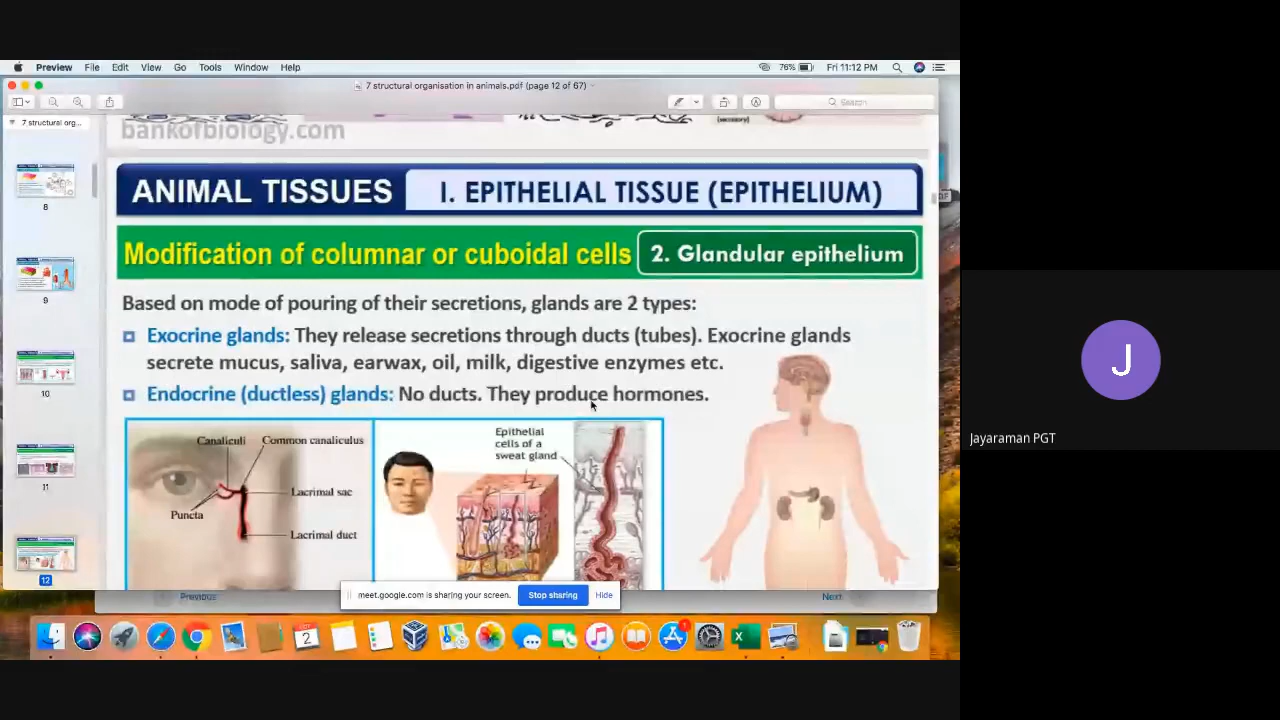 Preview File Edit View Go Tools Window Help
76% Fri 11:12 PM
7 structural organisation in animals.pdf (page 12 of 67)
Search
7 structural org...
bankofbiology.com
8
9
10
11
12
ANIMAL TISSUES
I. EPITHELIAL TISSUE (EPITHELIUM)
Modification of columnar or cuboidal cells
2. Glandular epithelium
Based on mode of pouring of their secretions, glands are 2 types:
Exocrine glands: They release secretions through ducts (tubes). Exocrine glands
secrete mucus, saliva, earwax, oil, milk, digestive enzymes etc.
Endocrine (ductless) glands: No ducts. They produce hormones.
Canaliculi
Common canaliculus
Lacrimal sac
Puncta
Lacrimal duct
Epithelial
cells of a
sweat gland
meet.google.com is sharing your screen.
Stop sharing
Hide
Previous
Next
2
1
J
Jayaraman PGT